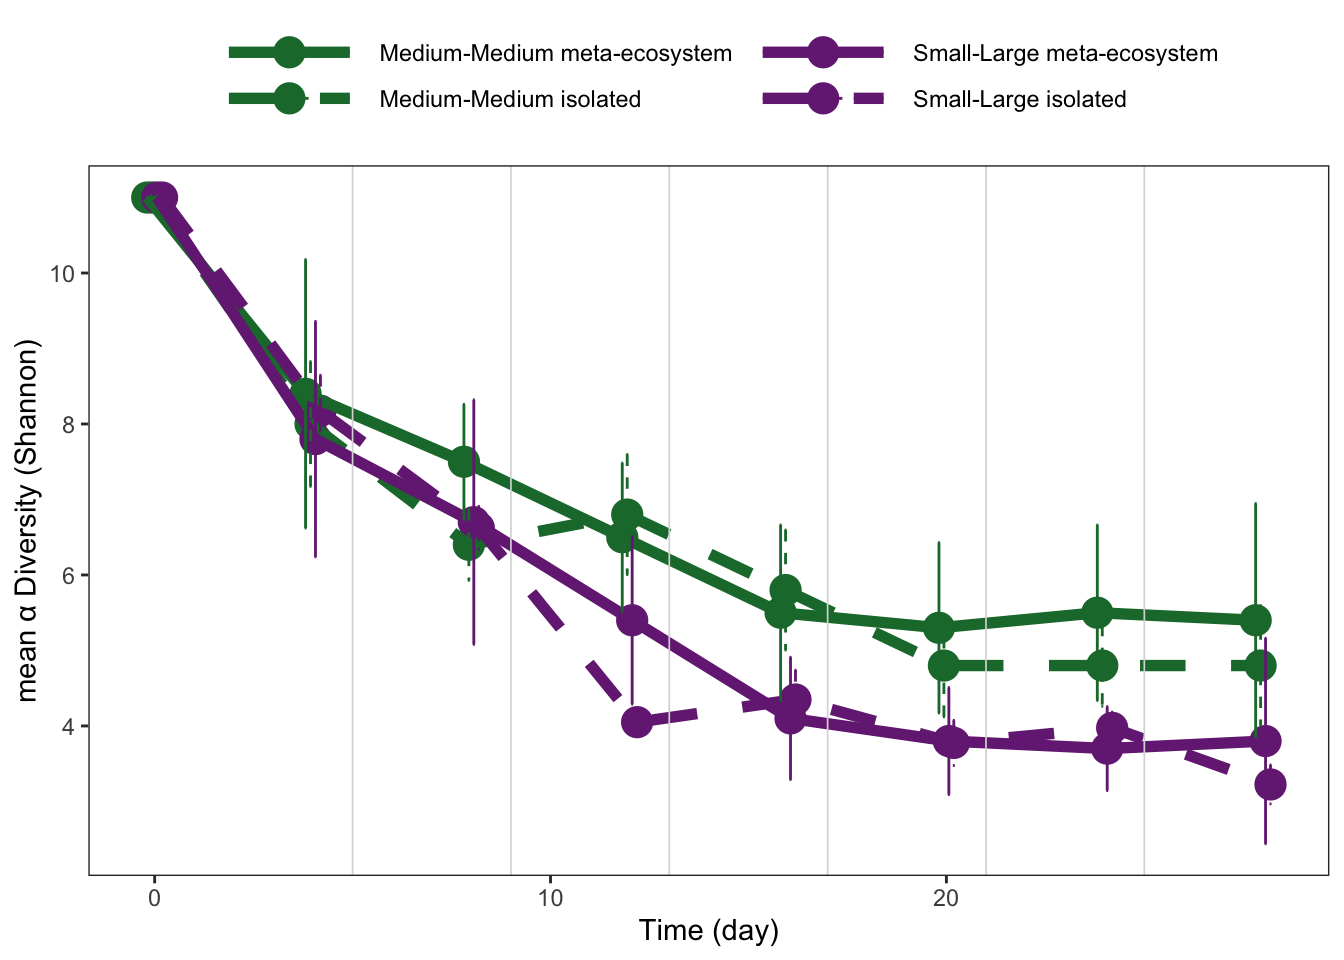 Medium-Medium meta-ecosystem
Small-Large meta-ecosystem
Medium-Medium isolated
Small-Large isolated
mean α Diversity (Shannon)
10
8
6
4
0
10
20
Time (day)